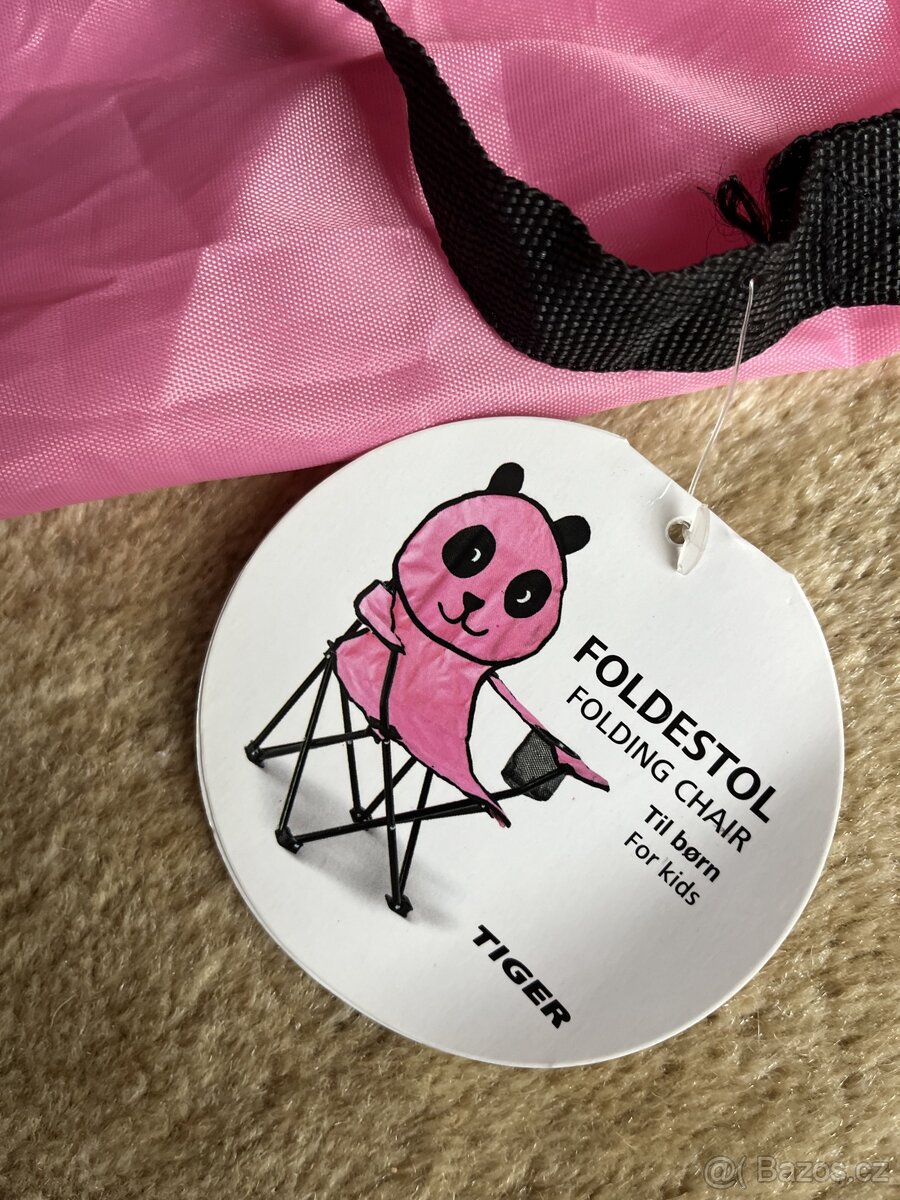 FOLDESTOL
FOLDING CHAIR
Til børn
For kids
TIGER
@( Bazos.cz